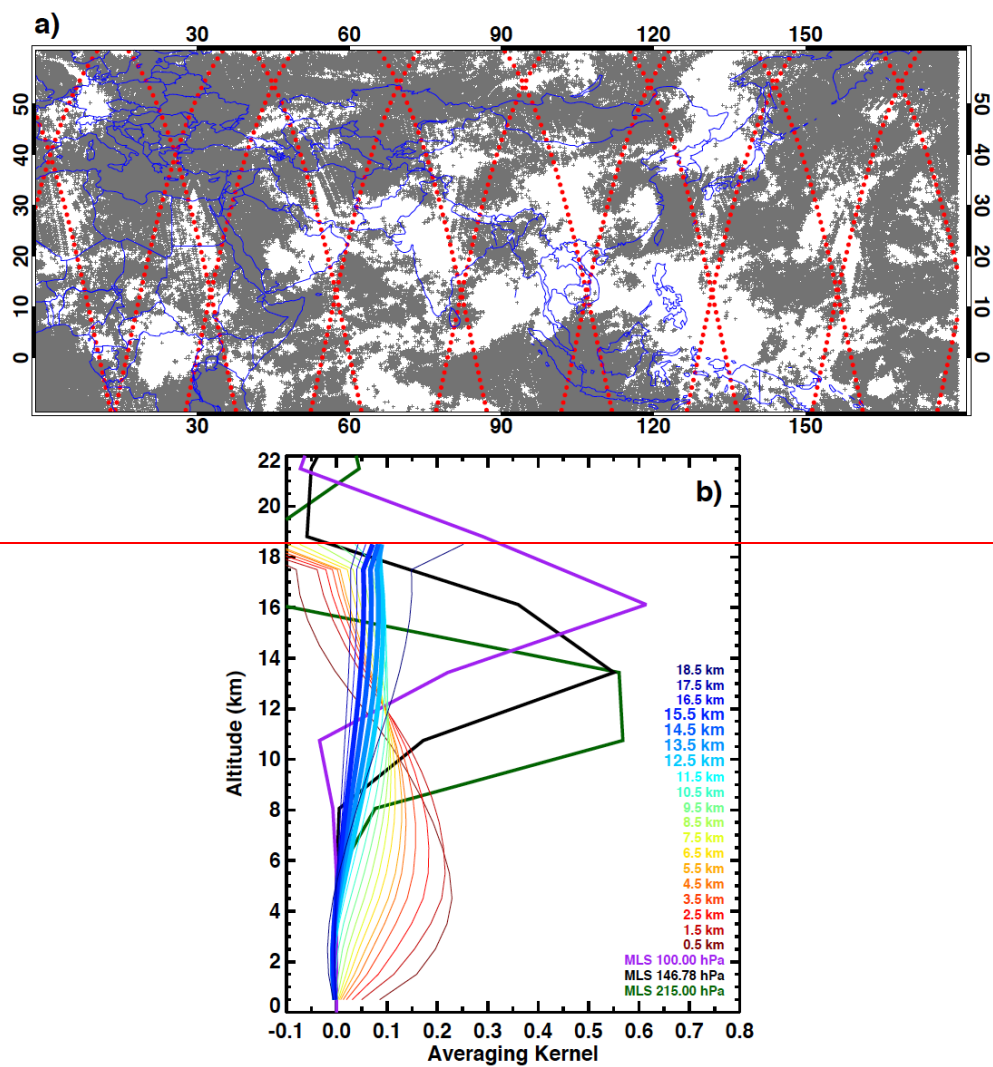 a)
30 60 90 120 150
50 50
40 40
30 30
20 20
10 10
0 0
30 60 90 120 150
b)
22
20
18
16
14
12
10
8
6
4
2
0
Altitude (km)
18.5 km
17.5 km
16.5 km
15.5 km
14.5 km
13.5 km
12.5 km
11.5 km
10.5 km
9.5 km
8.5 km
7.5 km
6.5 km
5.5 km
4.5 km
3.5 km
2.5 km
1.5 km
0.5 km
MLS 100.00 hPa
MLS 146.78 hPa
MLS 215.00 hPa
-0.1 0.0 0.1 0.2 0.3 0.4 0.5 0.6 0.7 0.8
Averaging Kernel